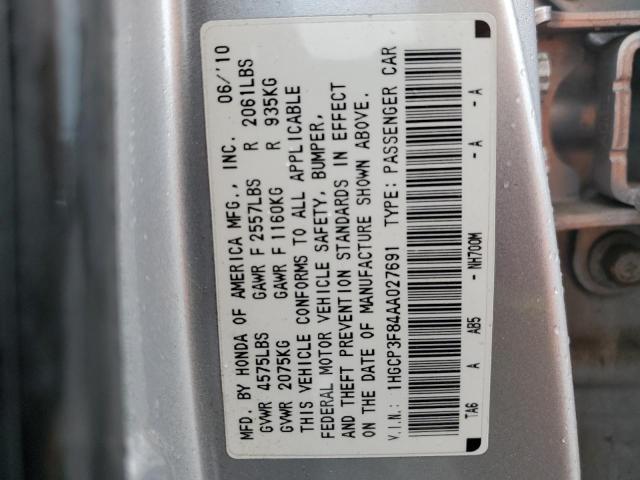 MFD. BY HONDA OF AMERICA MFG., INC. 06/'10
GVWR 4575LBS GAWR F 2557LBS R 2061LBS
GVWR 2075KG GAWR F 1160KG R 935KG
THIS VEHICLE CONFORMS TO ALL APPLICABLE
FEDERAL MOTOR VEHICLE SAFETY, BUMPER,
AND THEFT PREVENTION STANDARDS IN EFFECT
ON THE DATE OF MANUFACTURE SHOWN ABOVE.
V.I.N.: 1HGCP3F84AA027691 TYPE: PASSENGER CAR
TA6 A AB5 - NH700M - A - A